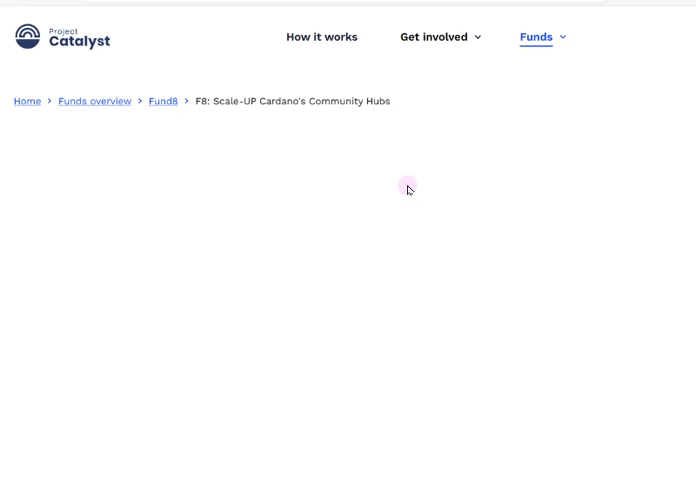 Project
Catalyst
How it works
Get involved
Funds
Home > Funds overview > Fund8 > F8: Scale-UP Cardano's Community Hubs